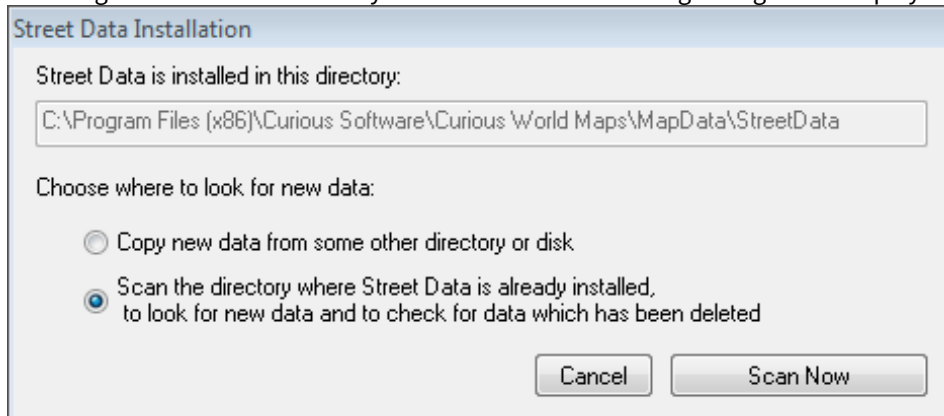 Street Data Installation
Street Data is installed in this directory:
C:\Program Files (x86)\Curious Software\Curious World Maps\MapData\StreetData
Choose where to look for new data:
Copy new data from some other directory or disk
Scan the directory where Street Data is already installed,
to look for new data and to check for data which has been deleted
Cancel Scan Now